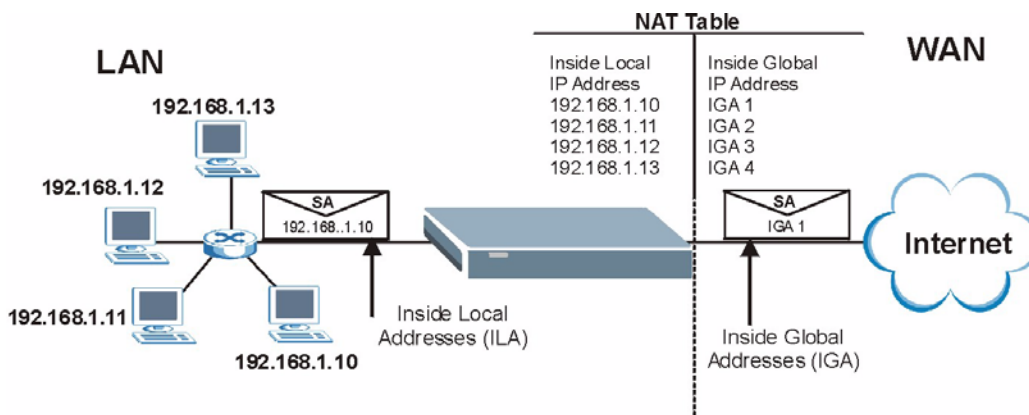 NAT Table
LAN
WAN
Inside Local
IP Address
192.168.1.10
192.168.1.11
192.168.1.12
192.168.1.13
Inside Global
IP Address
IGA 1
IGA 2
IGA 3
IGA 4
192.168.1.13
192.168.1.12
SA
192.168..1.10
SA
IGA 1
Internet
192.168.1.11
192.168.1.10
Inside Local
Addresses (ILA)
Inside Global
Addresses (IGA)